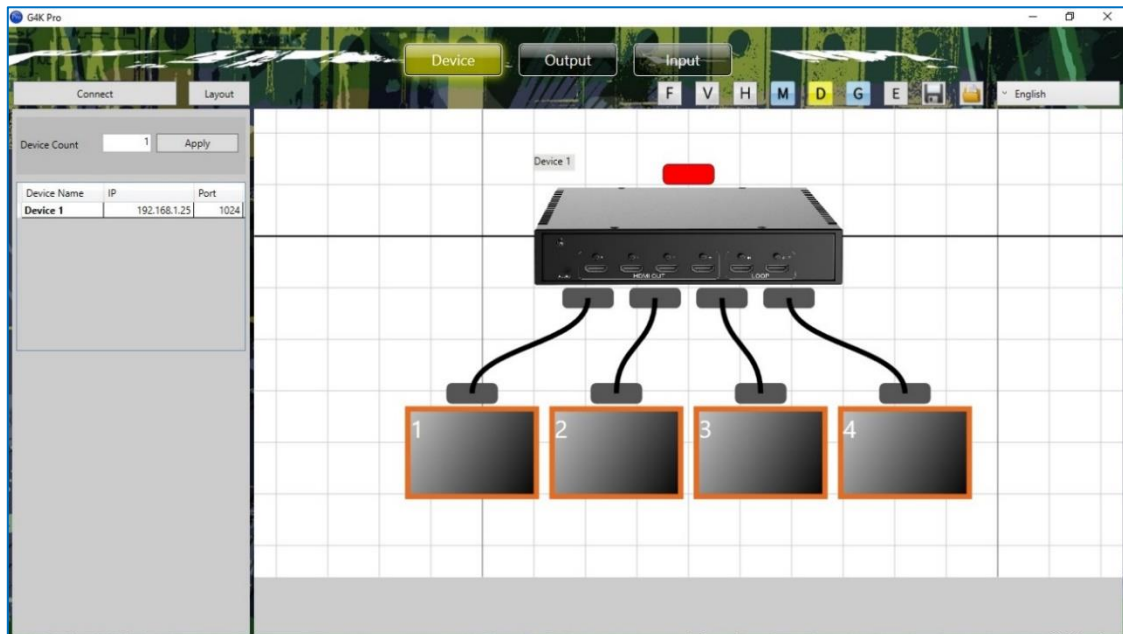 G4K Pro
Device Output Input
Connect Layout F V H M D G E English
Device Count 1 Apply
Device Name IP Port
Device 1 192.168.1.25 1024
Device 1
HDMI OUT LOOP
1 2 3 4